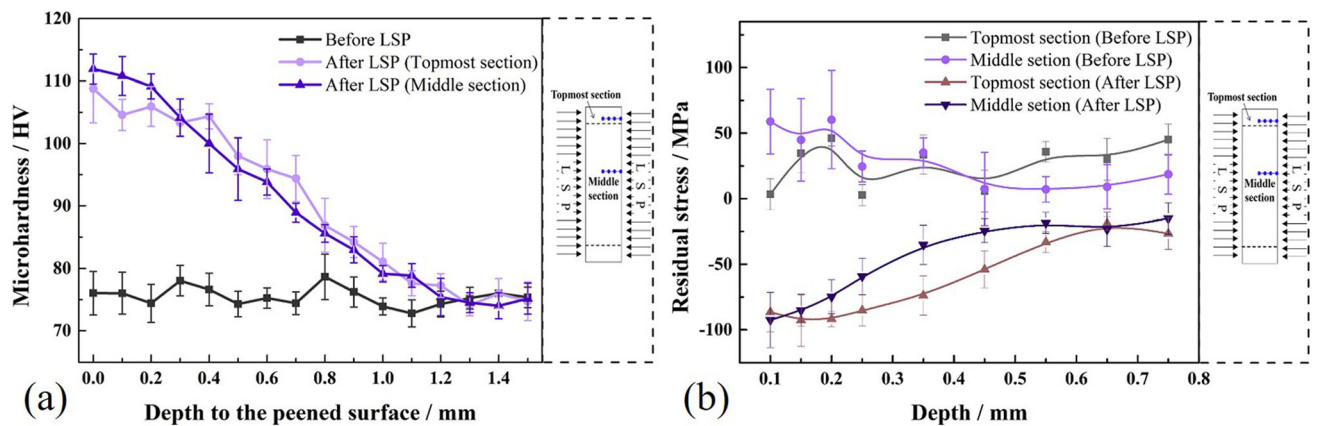 120
110
100
90
80
70
0.0 0.2 0.4 0.6 0.8 1.0 1.2 1.4
Microhardness / HV
Depth to the peened surface / mm
Before LSP
After LSP (Topmost section)
After LSP (Middle section)
Topmost section
LSP
Middle
section
LSP
(a)
100
50
0
-50
-100
0.1 0.2 0.3 0.4 0.5 0.6 0.7 0.8
Residual stress / MPa
Depth / mm
Topmost section (Before LSP)
Middle setion (Before LSP)
Topmost section (After LSP)
Middle setion (After LSP)
Topmost section
LSP
Middle
section
LSP
(b)